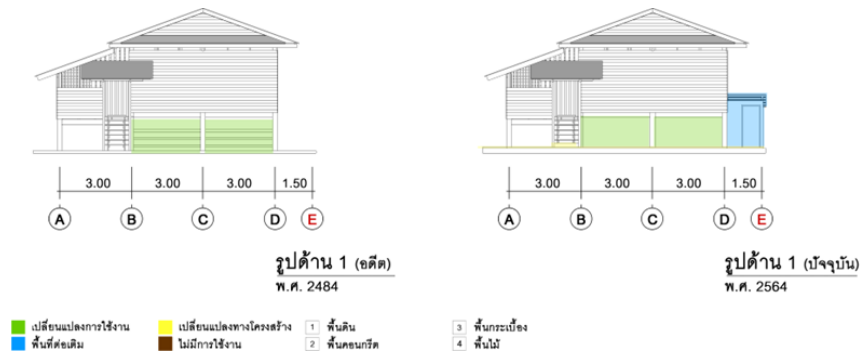 3.00 3.00 3.00 1.50
A B C D E
รูปด้าน 1 (อดีต)
พ.ศ. 2484
3.00 3.00 3.00 1.50
A B C D E
รูปด้าน 1 (ปัจจุบัน)
พ.ศ. 2564
เปลี่ยนแปลงการใช้งาน เปลี่ยนแปลงทางโครงสร้าง 1 พื้นดิน 3 พื้นกระเบื้อง
พื้นที่ต่อเติม ไม่มีการใช้งาน 2 พื้นคอนกรีต 4 พื้นไม้